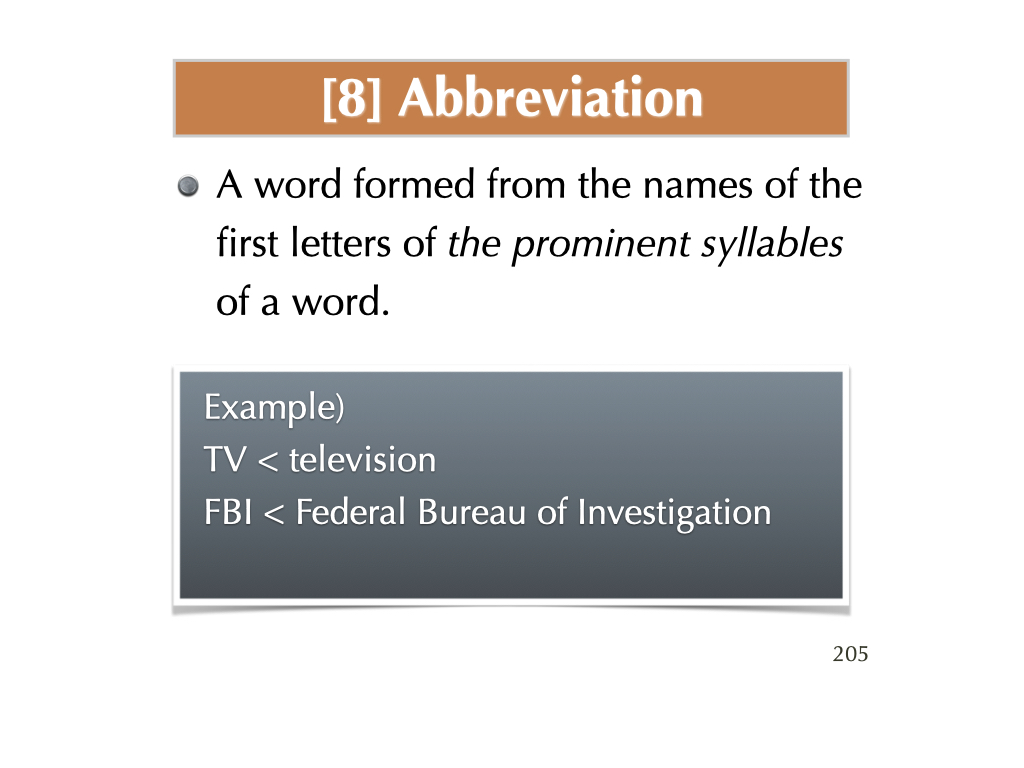 [8] Abbreviation
A word formed from the names of the
first letters of the prominent syllables
of a word.
Example)
TV < television
FBI < Federal Bureau of Investigation
205